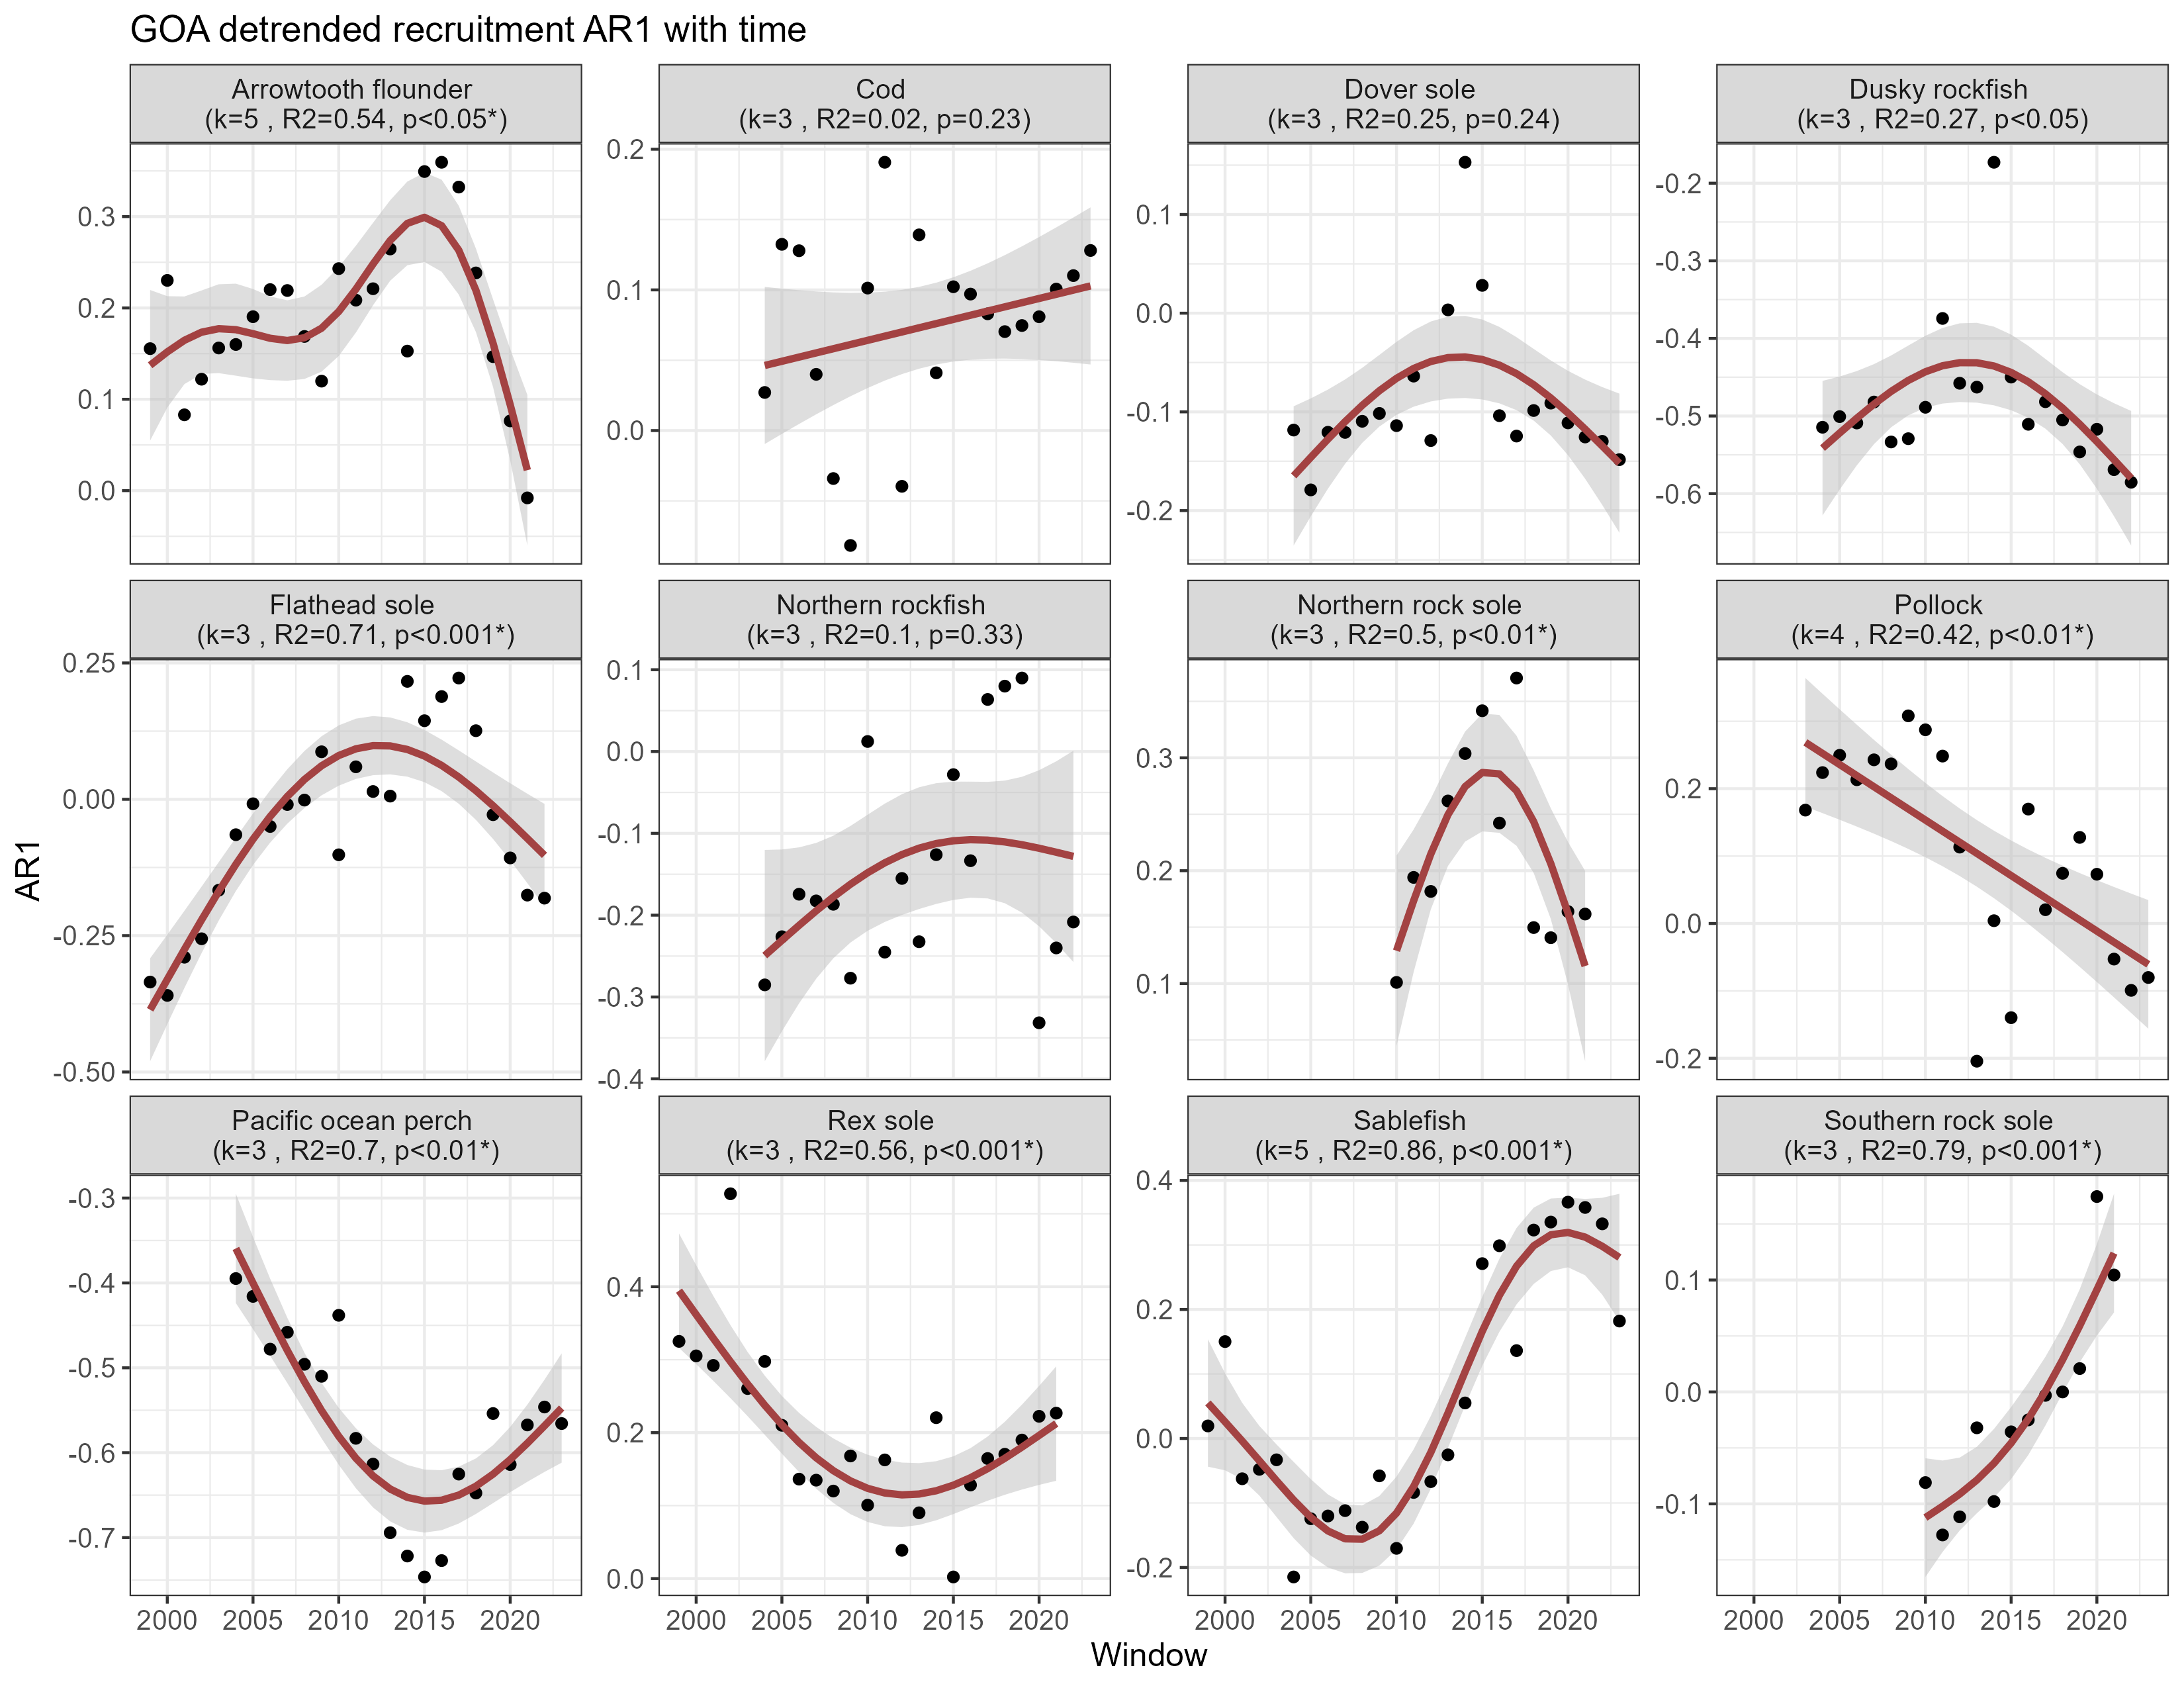 GOA detrended recruitment AR1 with time
Arrowtooth flounder
(k=5 , R2=0.54, p<0.05*)
Cod
(k=3 , R2=0.02, p=0.23)
Dover sole
(k=3 , R2=0.25, p=0.24)
Dusky rockfish
(k=3 , R2=0.27, p<0.05)
0.3
0.2
0.1
0.0
0.2
0.1
0.0
0.1
0.0
-0.1
-0.2
-0.2
-0.3
-0.4
-0.5
-0.6
Flathead sole
(k=3 , R2=0.71, p<0.001*)
Northern rockfish
(k=3 , R2=0.1, p=0.33)
Northern rock sole
(k=3 , R2=0.5, p<0.01*)
Pollock
(k=4 , R2=0.42, p<0.01*)
0.25
0.00
-0.25
-0.50
0.1
0.0
-0.1
-0.2
-0.3
-0.4
0.3
0.2
0.1
0.2
0.0
-0.2
AR1
Pacific ocean perch
(k=3 , R2=0.7, p<0.01*)
Rex sole
(k=3 , R2=0.56, p<0.001*)
Sablefish
(k=5 , R2=0.86, p<0.001*)
Southern rock sole
(k=3 , R2=0.79, p<0.001*)
-0.3
-0.4
-0.5
-0.6
-0.7
0.4
0.2
0.0
0.4
0.2
0.0
-0.2
0.1
0.0
-0.1
2000 2005 2010 2015 2020
2000 2005 2010 2015 2020
2000 2005 2010 2015 2020
2000 2005 2010 2015 2020
Window